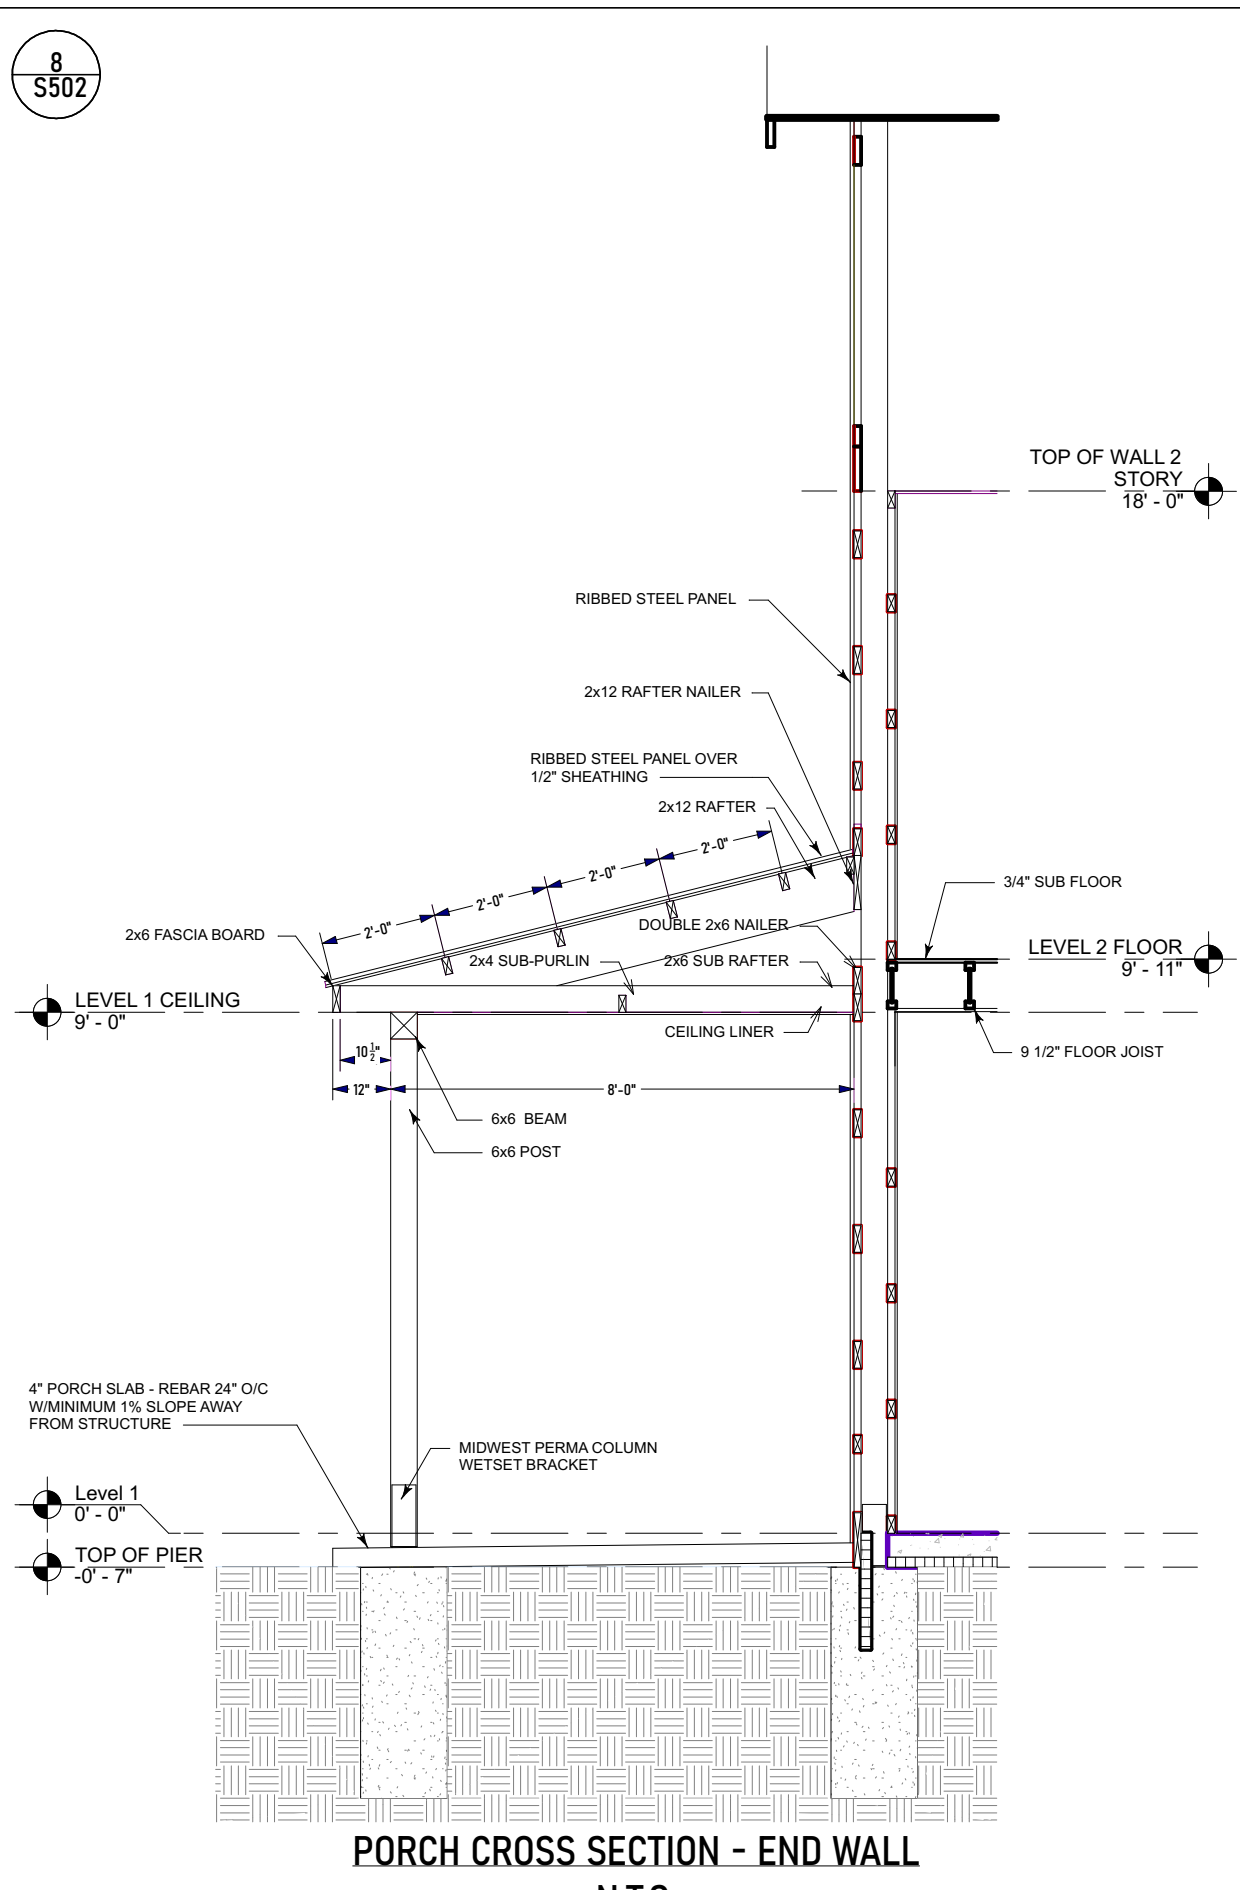 8
S502
TOP OF WALL 2
STORY
18' - 0"
RIBBED STEEL PANEL
2x12 RAFTER NAILER
RIBBED STEEL PANEL OVER
1/2" SHEATHING
2x12 RAFTER
2'-0"
2'-0"
2'-0"
2'-0"
3/4" SUB FLOOR
2x6 FASCIA BOARD
DOUBLE 2x6 NAILER
LEVEL 2 FLOOR
9' - 11"
2x4 SUB-PURLIN
2x6 SUB RAFTER
LEVEL 1 CEILING
9' - 0"
CEILING LINER
9 1/2" FLOOR JOIST
10 1/2"
12"
8'-0"
6x6 BEAM
6x6 POST
4" PORCH SLAB - REBAR 24" O/C
W/MINIMUM 1% SLOPE AWAY
FROM STRUCTURE
MIDWEST PERMA COLUMN
WETSET BRACKET
Level 1
0' - 0"
TOP OF PIER
-0' - 7"
PORCH CROSS SECTION - END WALL